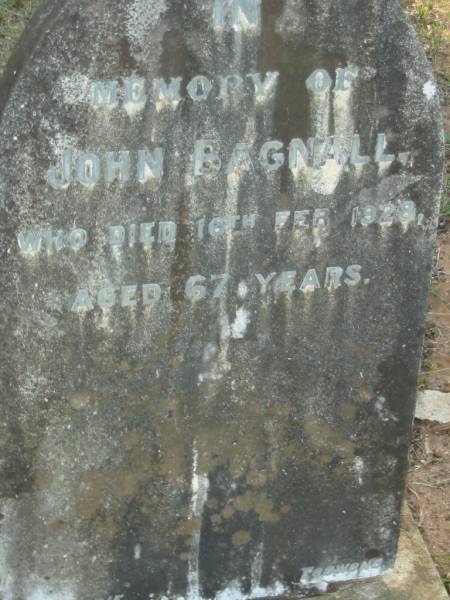 IN
MEMORY OF
JOHN BAGNALL.
WHO DIED 16TH FEB 1928,
AGED 67 YEARS.